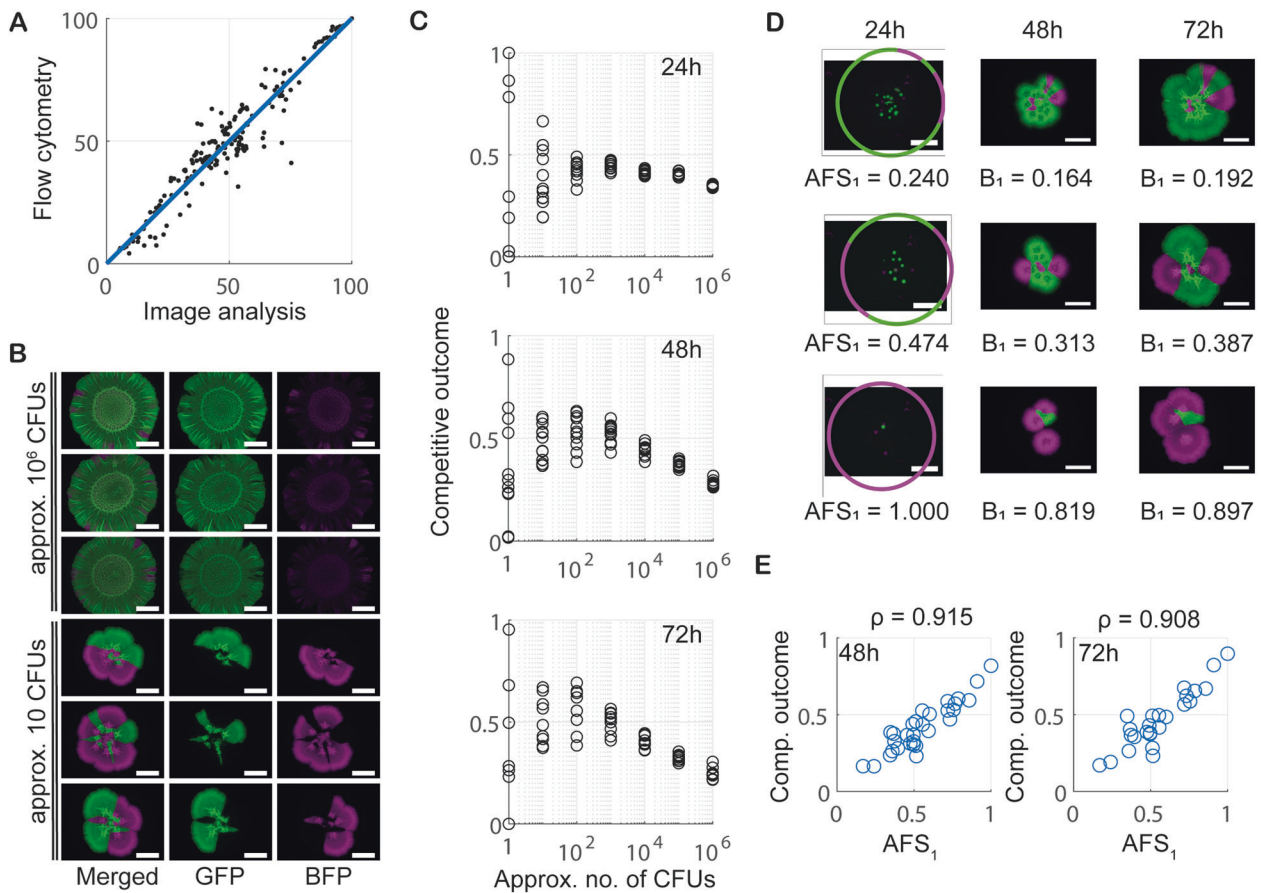 A
Flow cytometry
100
50
0
0 50 100
Image analysis
B
approx. 10⁶ CFUs
approx. 10 CFUs
Merged GFP BFP
C
Competitive outcome
24h
1
0.5
0
1 10² 10⁴ 10⁶
48h
1
0.5
0
1 10² 10⁴ 10⁶
72h
1
0.5
0
1 10² 10⁴ 10⁶
Approx. no. of CFUs
D
24h 48h 72h
AFS₁ = 0.240 B₁ = 0.164 B₁ = 0.192
AFS₁ = 0.474 B₁ = 0.313 B₁ = 0.387
AFS₁ = 1.000 B₁ = 0.819 B₁ = 0.897
E
ρ = 0.915
48h
Comp. outcome
1
0.5
0
0 0.5 1
AFS₁
ρ = 0.908
72h
Comp. outcome
1
0.5
0
0 0.5 1
AFS₁